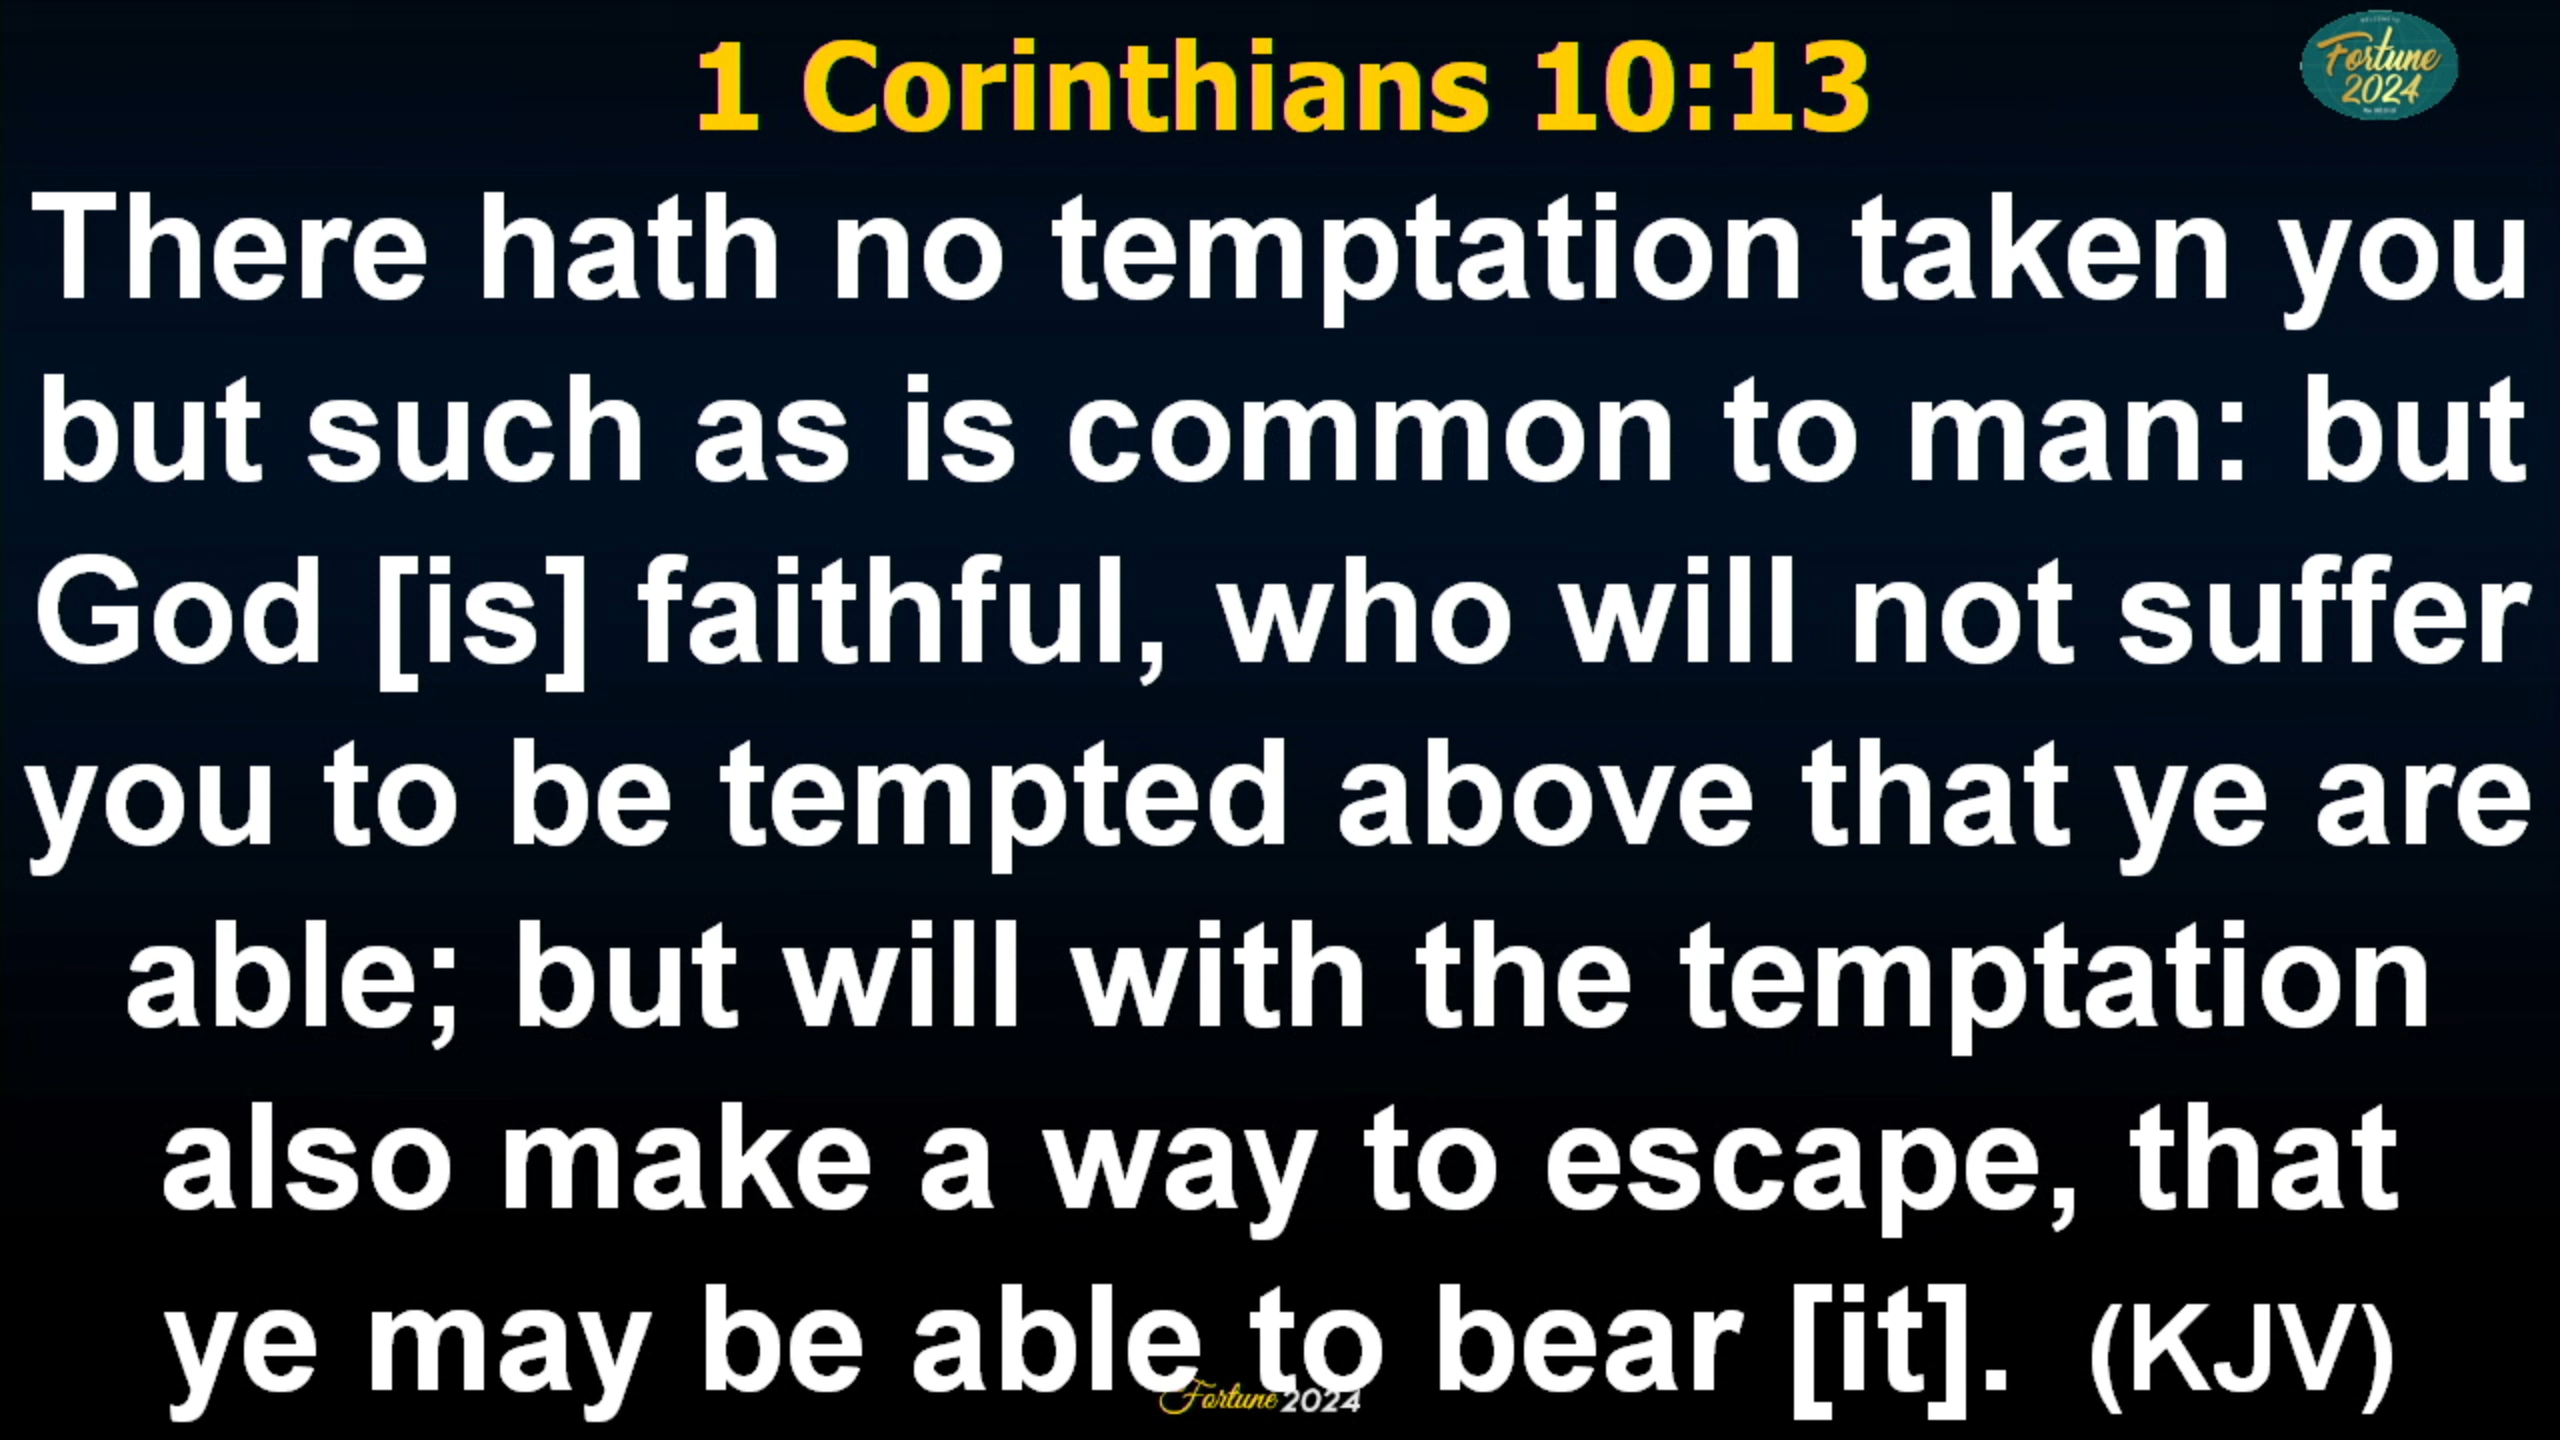 1 Corinthians 10:13
Fortune
2024
There hath no temptation taken you
but such as is common to man: but
God [is] faithful, who will not suffer
you to be tempted above that ye are
able; but will with the temptation
also make a way to escape, that
ye may be able to bear [it]. (KJV)
Fortune 2024